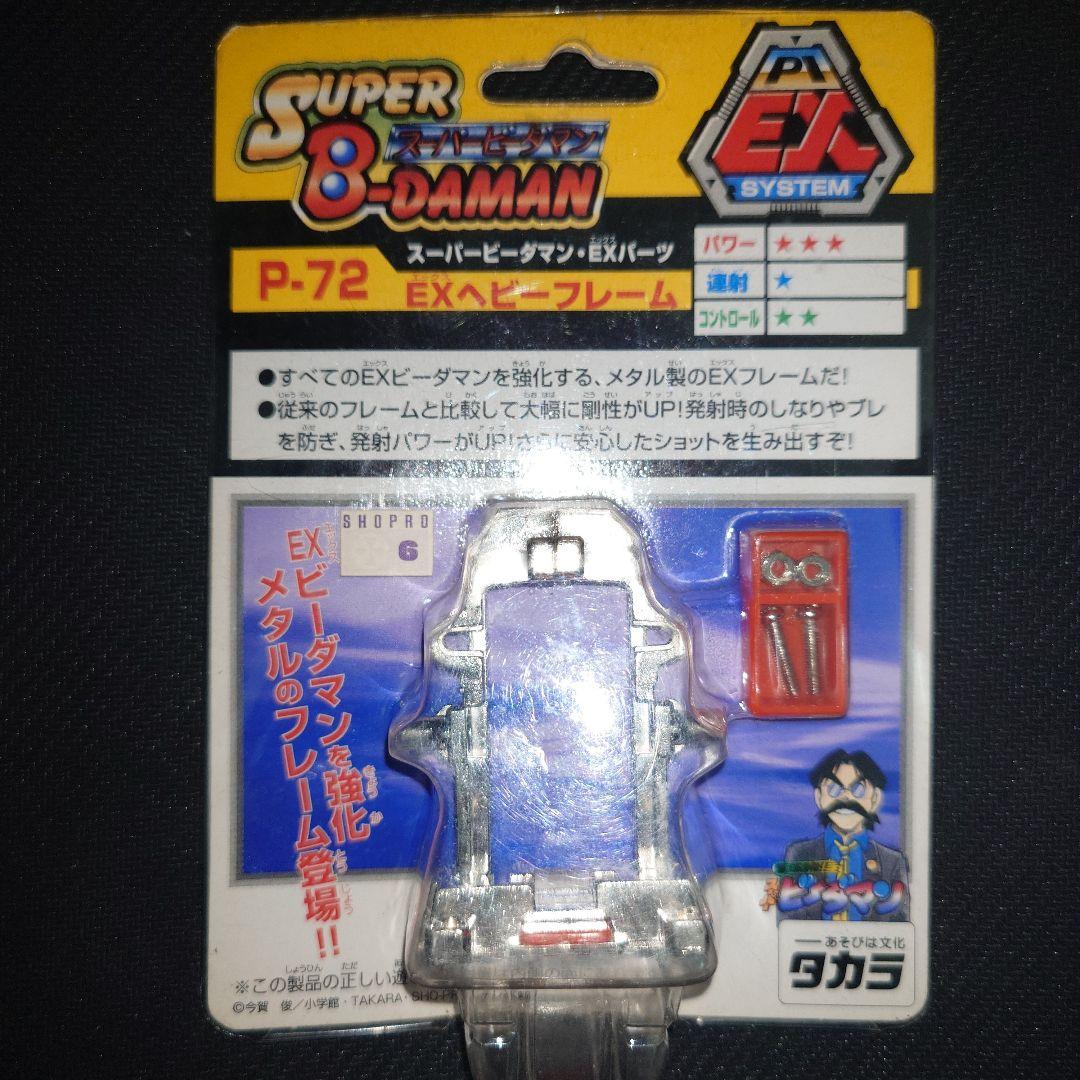 SUPER
スーパービーダマン
B-DAMAN
PI
EX
SYSTEM
スーパービーダマン・EXパーツ
P-72
EXヘビーフレーム
パワー ★★★
連射 ★
コントロール ★★
●すべてのEXビーダマンを強化する、メタル製のEXフレームだ!
●従来のフレームと比較して大幅に剛性がUP!発射時のしなりやブレ
を防ぎ、発射パワーがUP!さらに安心したショットを生み出すぞ!
SHOPRO
6
EXビーダマンを強化
メタルのフレーム登場!!
ビーダマン
あそびは文化
タカラ
※この製品の正しい遊
©今賀 俊/小学館・TAKARA・SHO-P